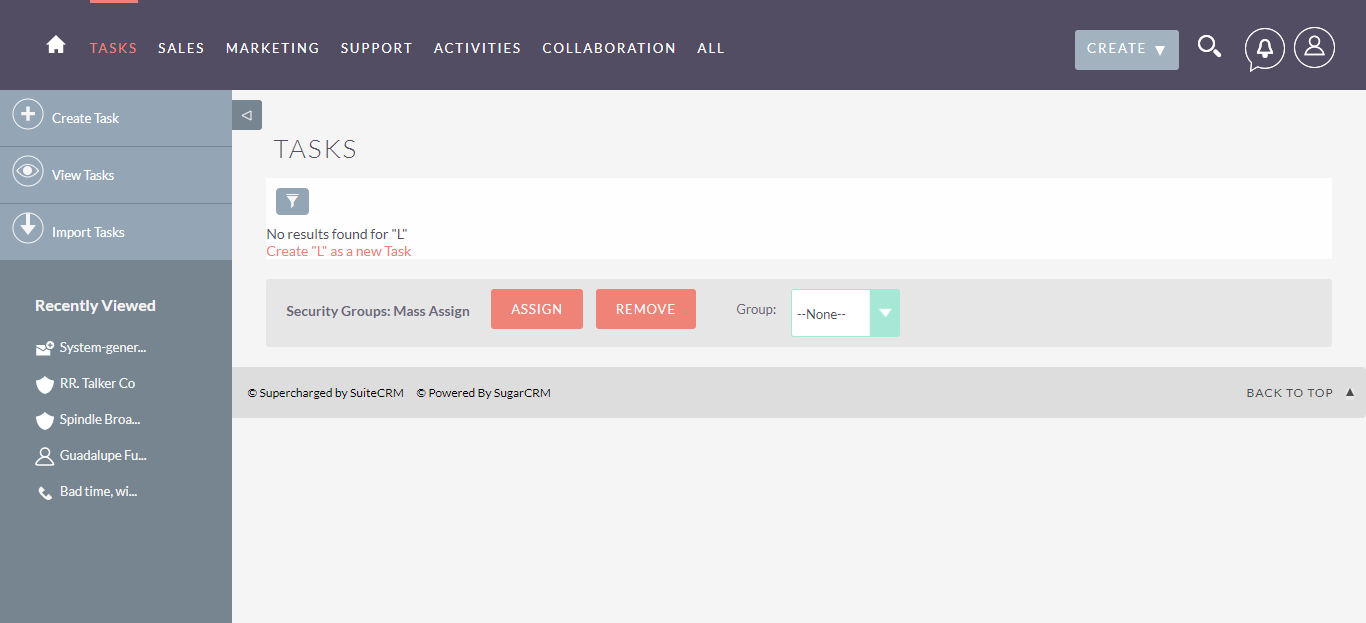 TASKS SALES MARKETING SUPPORT ACTIVITIES COLLABORATION ALL CREATE ▼
Create Task
View Tasks
Import Tasks
Recently Viewed
System-gener...
RR. Talker Co
Spindle Broa...
Guadalupe Fu...
Bad time, wi...
TASKS
No results found for "L"
Create "L" as a new Task
Security Groups: Mass Assign ASSIGN REMOVE Group: --None--
© Supercharged by SuiteCRM © Powered By SugarCRM BACK TO TOP ▲